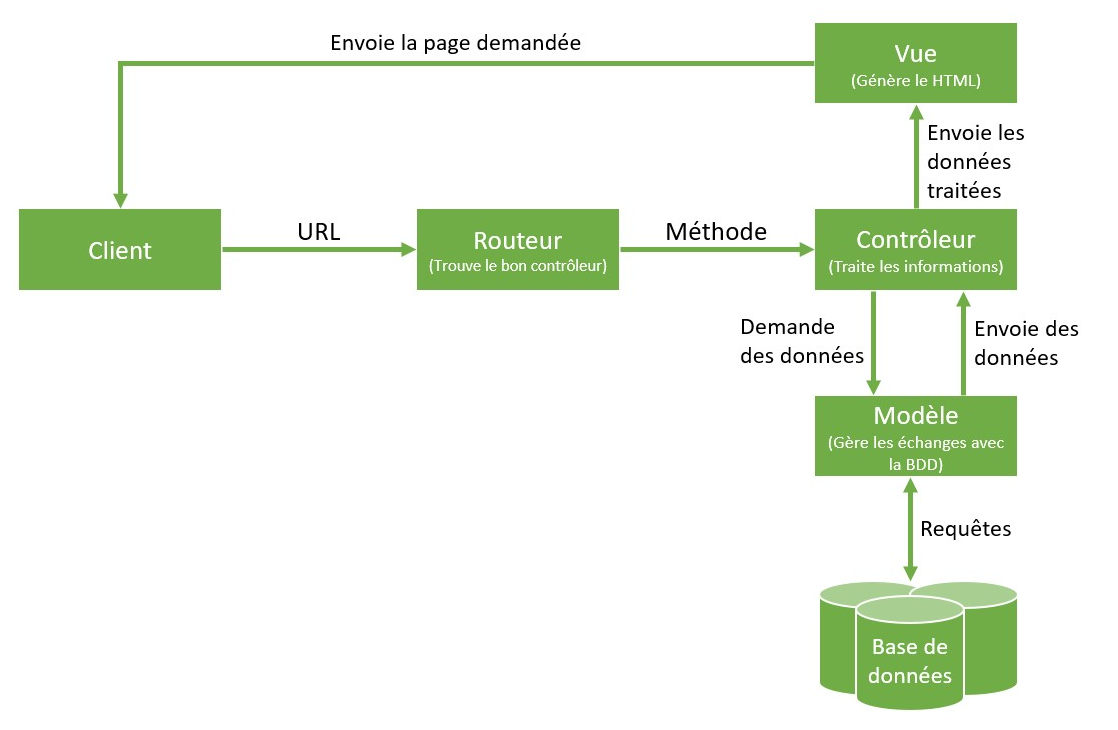 Envoie la page demandée
Vue
(Génère le HTML)
Envoie les
données
traitées
Client
URL
Routeur
(Trouve le bon contrôleur)
Méthode
Contrôleur
(Traite les informations)
Demande
des données
Envoie des
données
Modèle
(Gère les échanges avec
la BDD)
Requêtes
Base de
données